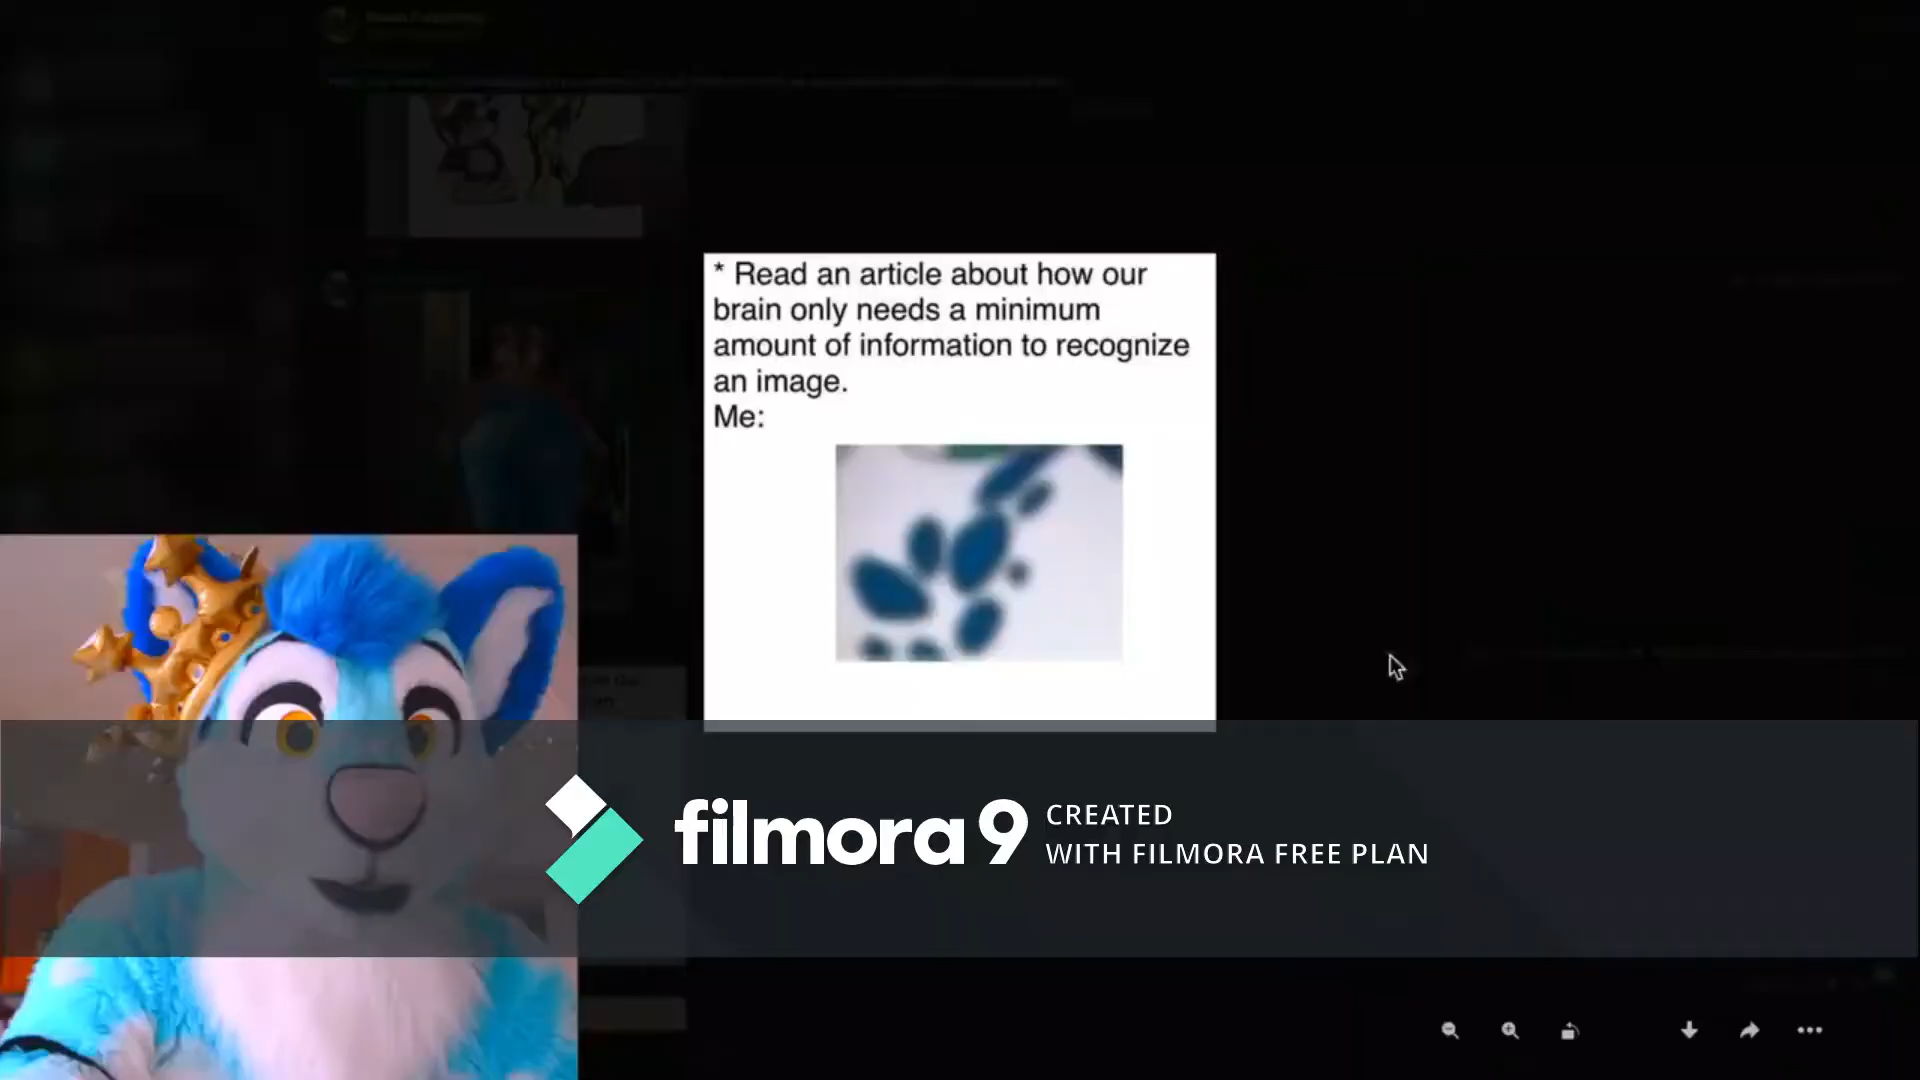 * Read an article about how our
brain only needs a minimum
amount of information to recognize
an image.
Me:
filmora 9
CREATED
WITH FILMORA FREE PLAN